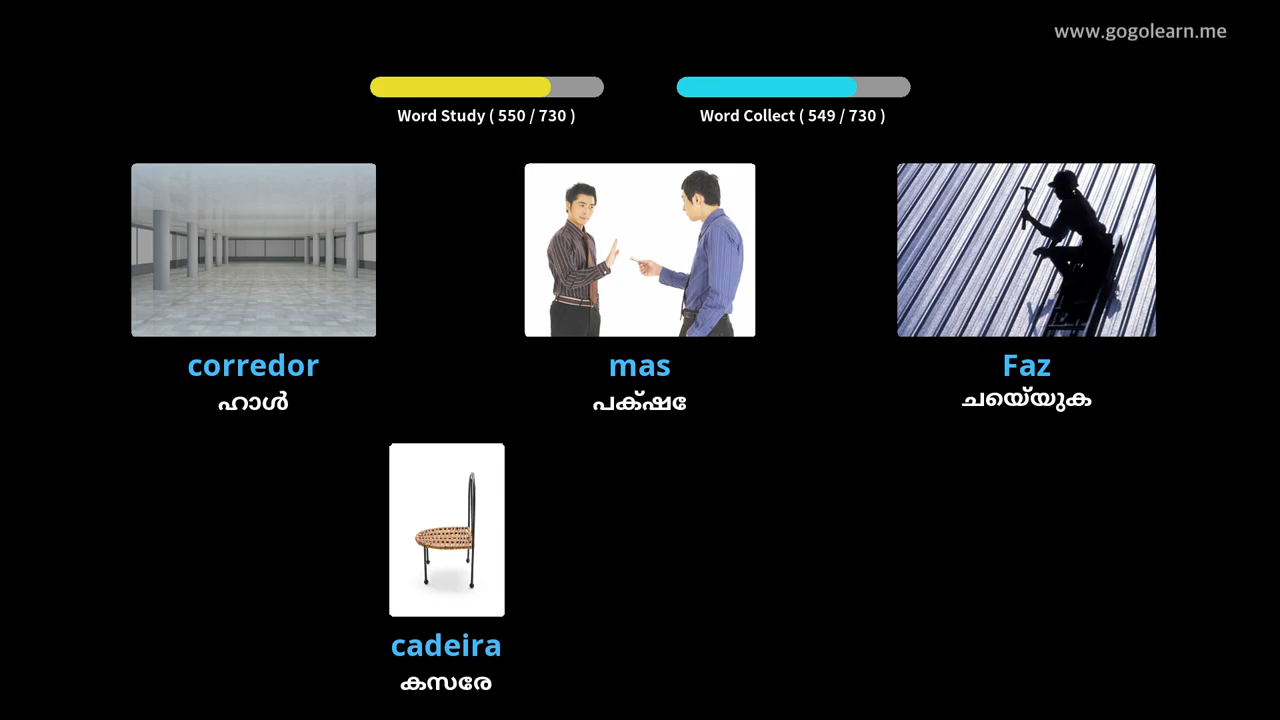 www.gogolearn.me
Word Study ( 550 / 730 )
Word Collect ( 549 / 730 )
corredor
ഹാൾ
mas
പക്ഷേ
Faz
ചെയ്യുക
cadeira
കസേര